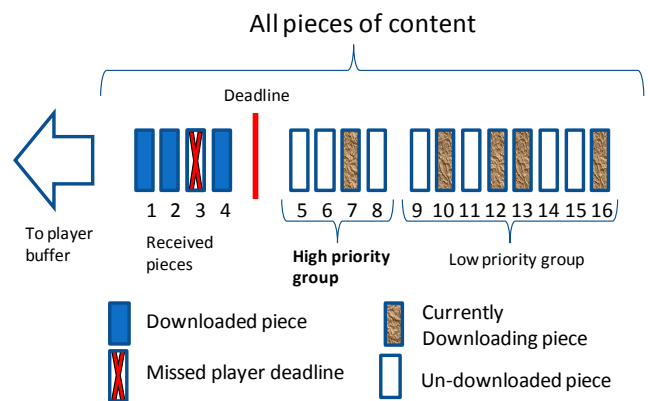 All pieces of content
Deadline
1 2 3 4 5 6 7 8 9 10 11 12 13 14 15 16
To player
buffer
Received
pieces
High priority
group
Low priority group
Downloaded piece
Currently
Downloading piece
Missed player deadline
Un-downloaded piece